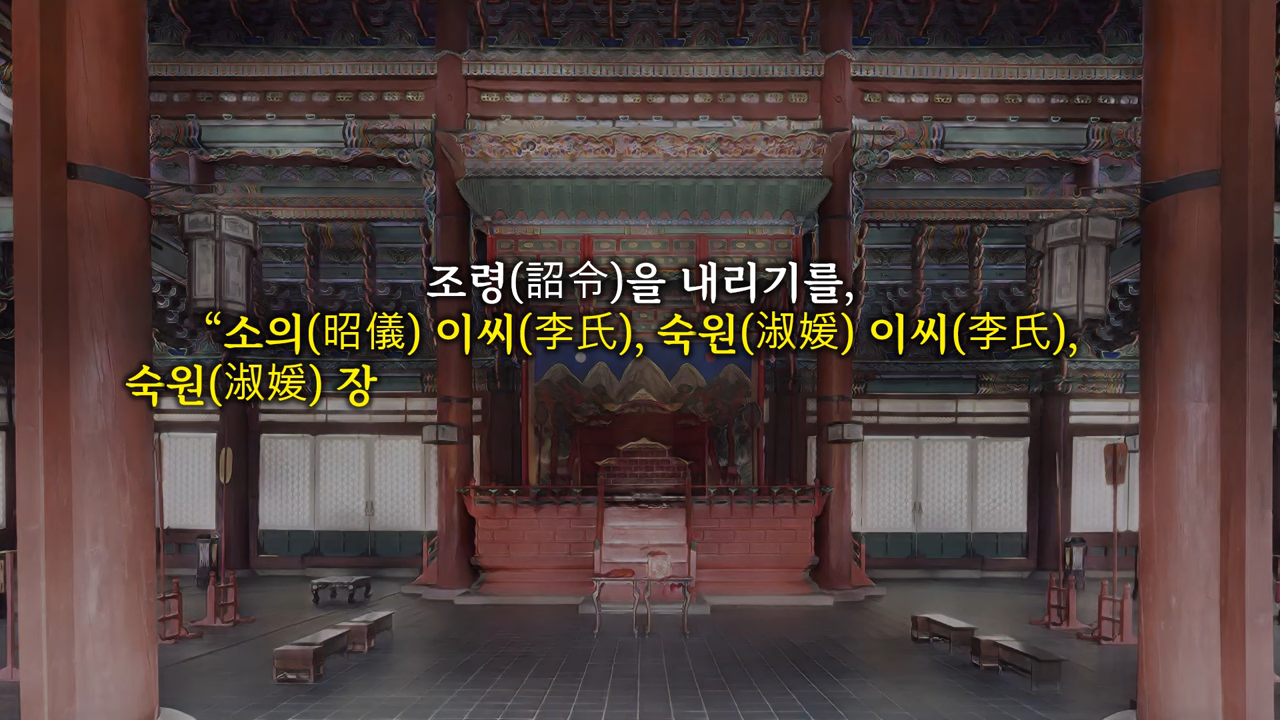 조령(詔令)을 내리기를,
“소의(昭儀) 이씨(李氏), 숙원(淑媛) 이씨(李氏),
숙원(淑媛) 장